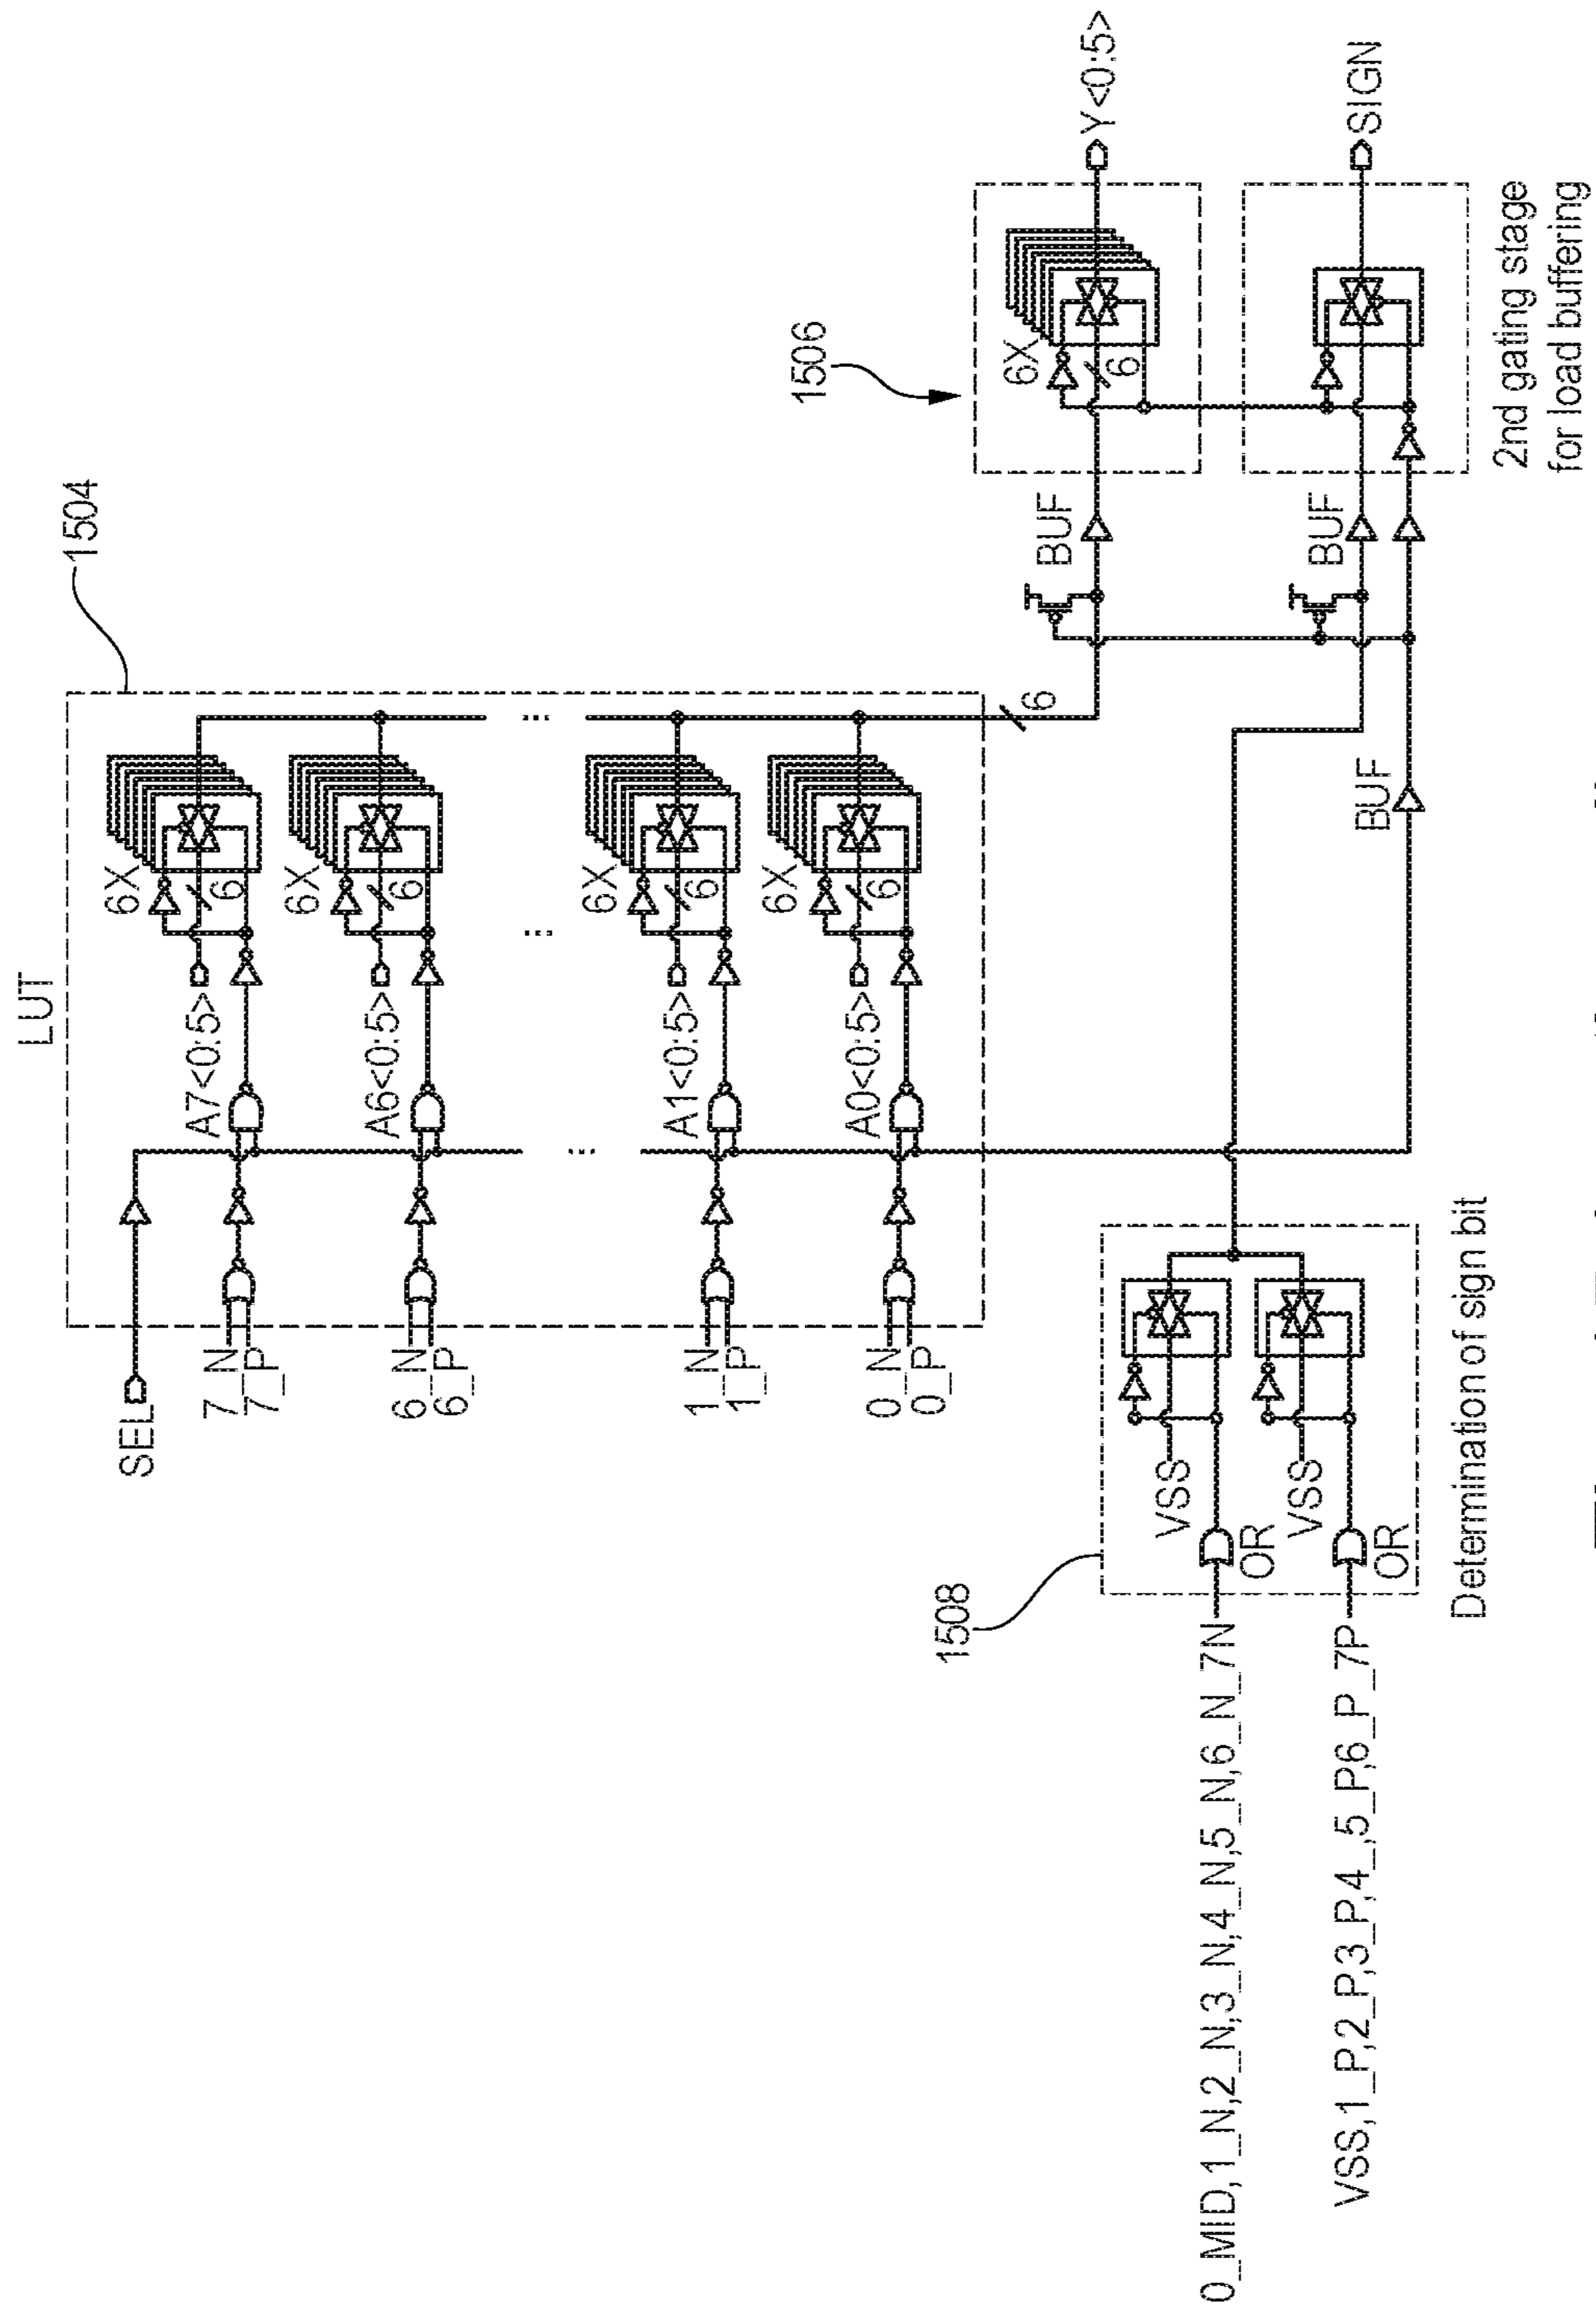 LUT
1504
SEL
7_N
7_P
A7<0:5>
6X
6
6_N
6_P
A6<0:5>
6X
6
...
...
...
1_N
1_P
A1<0:5>
6X
6
0_N
0_P
A0<0:5>
6X
6
6
1506
6X
6
BUF
Y<0:5>
1508
0_MID,1_N,2_N,3_N,4_N,5_N,6_N_7N
VSS
OR
VSS,1_P,2_P,3_P,4_,5_P,6_P_7P
VSS
OR
BUF
BUF
SIGN
Determination of sign bit
2nd gating stage
for load buffering